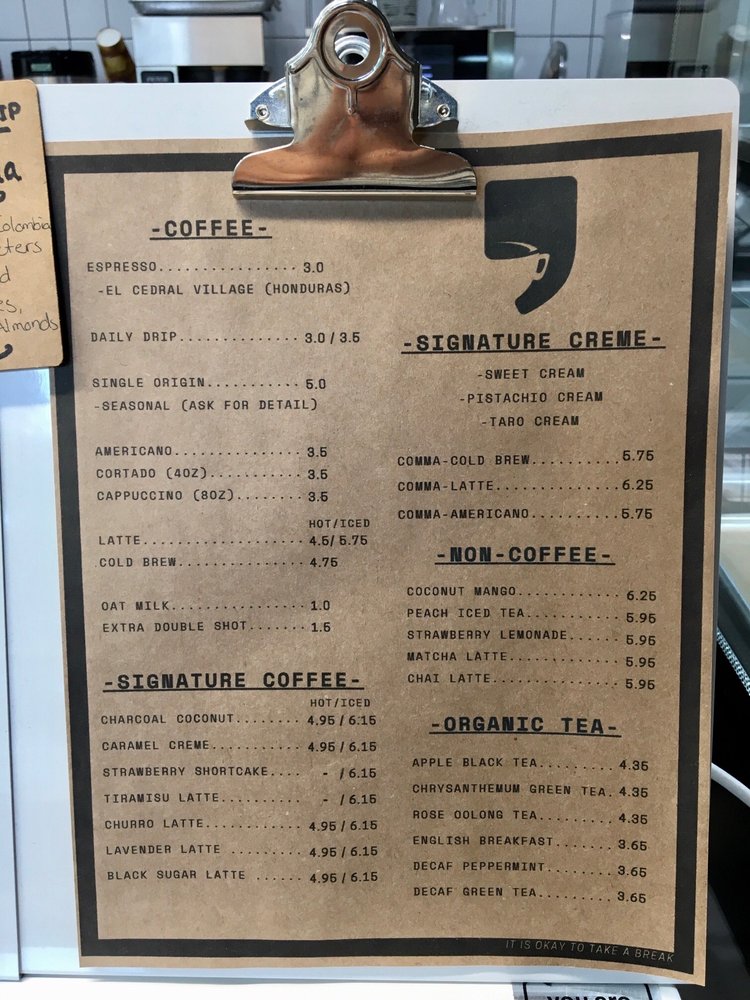 -COFFEE-
ESPRESSO................ 3.0
-EL CEDRAL VILLAGE (HONDURAS)
DAILY DRIP.............. 3.0 / 3.5
SINGLE ORIGIN........... 5.0
-SEASONAL (ASK FOR DETAIL)
AMERICANO............... 3.5
CORTADO (4OZ)........... 3.5
CAPPUCCINO (8OZ)........ 3.5
HOT/ICED
LATTE................... 4.5/ 5.75
COLD BREW............... 4.75
OAT MILK................ 1.0
EXTRA DOUBLE SHOT....... 1.5
-SIGNATURE COFFEE-
HOT/ICED
CHARCOAL COCONUT........ 4.95 / 6.15
CARAMEL CREME........... 4.95 / 6.15
STRAWBERRY SHORTCAKE.... - / 6.15
TIRAMISU LATTE.......... - / 6.15
CHURRO LATTE............ 4.95 / 6.15
LAVENDER LATTE ......... 4.95 / 6.15
BLACK SUGAR LATTE ...... 4.95 / 6.15
-SIGNATURE CREME-
-SWEET CREAM
-PISTACHIO CREAM
-TARO CREAM
COMMA-COLD BREW.......... 5.75
COMMA-LATTE.............. 6.25
COMMA-AMERICANO.......... 5.75
-NON-COFFEE-
COCONUT MANGO............ 6.25
PEACH ICED TEA........... 5.95
STRAWBERRY LEMONADE...... 5.95
MATCHA LATTE............. 5.95
CHAI LATTE............... 5.95
-ORGANIC TEA-
APPLE BLACK TEA......... 4.35
CHRYSANTHEMUM GREEN TEA. 4.35
ROSE OOLONG TEA......... 4.35
ENGLISH BREAKFAST....... 3.65
DECAF PEPPERMINT........ 3.65
DECAF GREEN TEA......... 3.65
IT IS OKAY TO TAKE A BREAK
Colombia
Almonds
you are